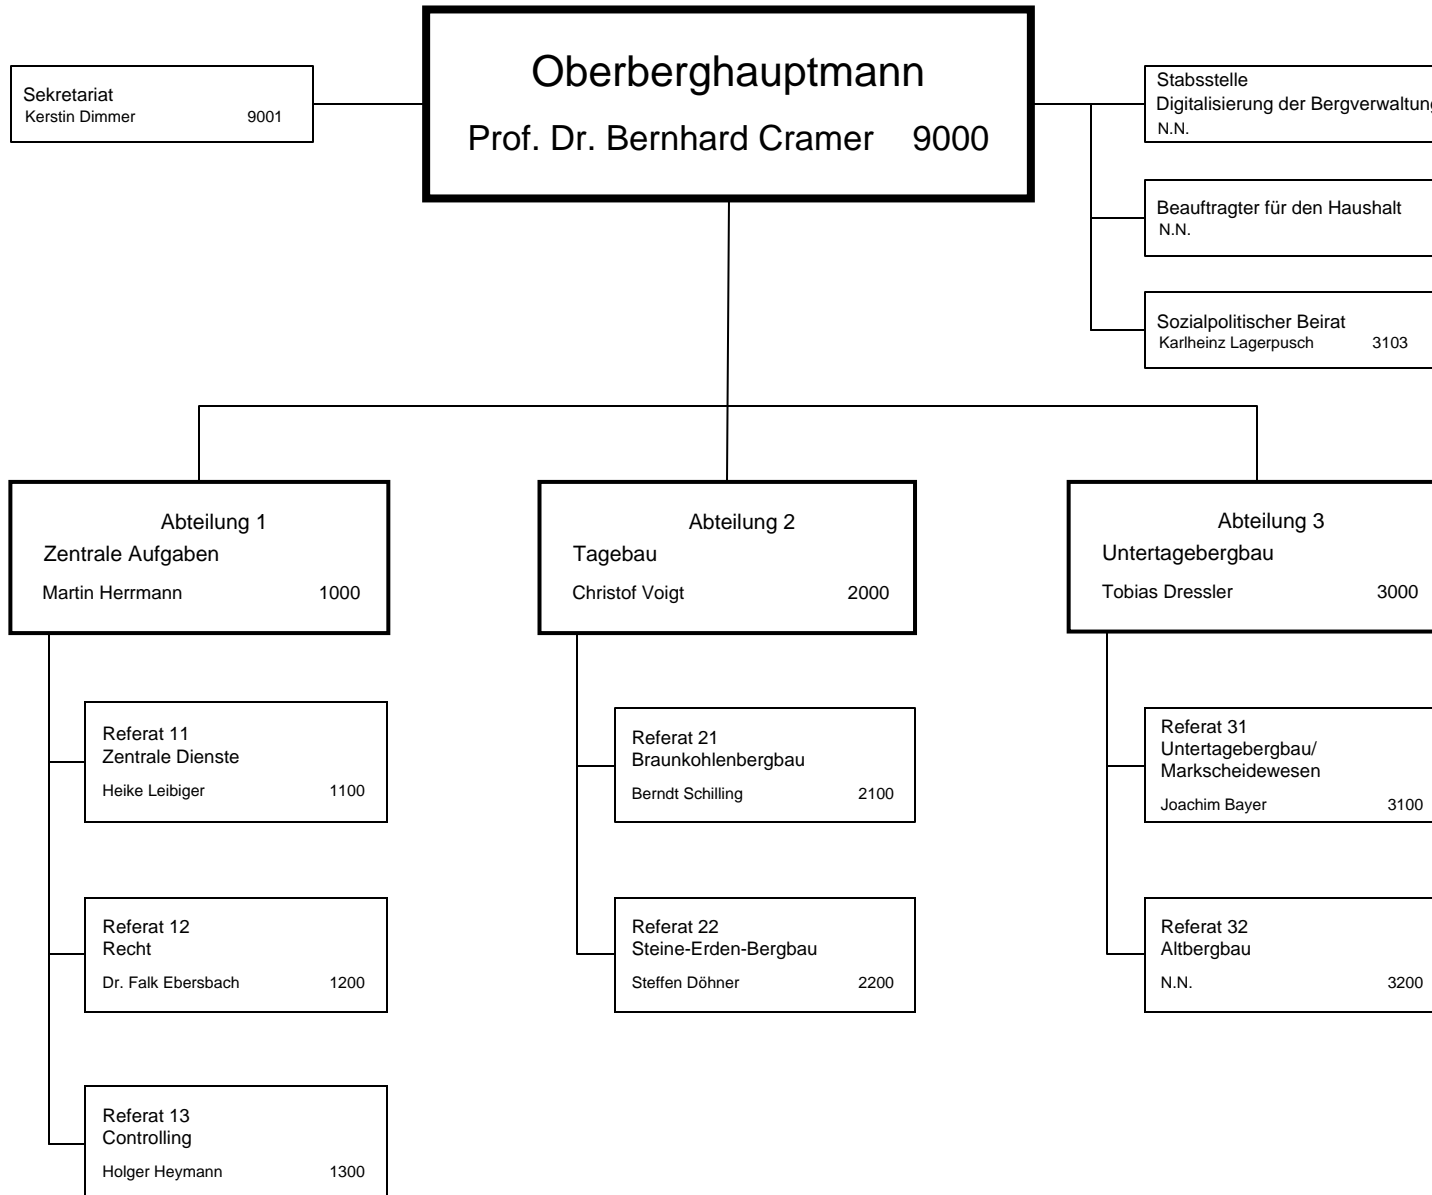 Oberberghauptmann
Prof. Dr. Bernhard Cramer 9000
Sekretariat
Kerstin Dimmer 9001
Stabsstelle
Digitalisierung der Bergverwaltung
N.N.
Beauftragter für den Haushalt
N.N.
Sozialpolitischer Beirat
Karlheinz Lagerpusch 3103
Abteilung 1
Zentrale Aufgaben
Martin Herrmann 1000
Abteilung 2
Tagebau
Christof Voigt 2000
Abteilung 3
Untertagebergbau
Tobias Dressler 3000
Referat 11
Zentrale Dienste
Heike Leibiger 1100
Referat 12
Recht
Dr. Falk Ebersbach 1200
Referat 13
Controlling
Holger Heymann 1300
Referat 21
Braunkohlenbergbau
Berndt Schilling 2100
Referat 22
Steine-Erden-Bergbau
Steffen Döhner 2200
Referat 31
Untertagebergbau/
Markscheidewesen
Joachim Bayer 3100
Referat 32
Altbergbau
N.N. 3200